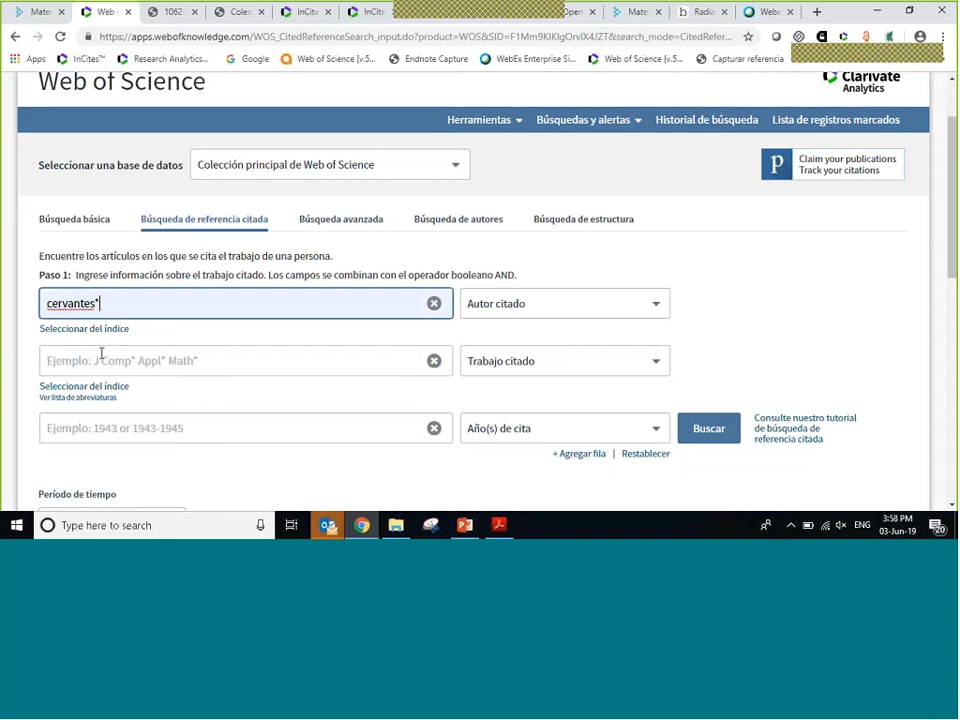 Mate
Web
1062
Colec
InCites
InCite
Open
Mate
Radia
Webe
https://apps.webofknowledge.com/WOS_CitedReferenceSearch_input.do?product=WOS&SID=F1Mm9KIKlgOrvlX4JZT&search_mode=CitedRefer...
Apps InCites™ Research Analytics... Google Web of Science [v.5... Endnote Capture WebEx Enterprise Si... Web of Science [v.5... Capturar referencia
Web of Science
Clarivate
Analytics
Herramientas Búsquedas y alertas Historial de búsqueda Lista de registros marcados
Seleccionar una base de datos Colección principal de Web of Science
Claim your publications
Track your citations
Búsqueda básica Búsqueda de referencia citada Búsqueda avanzada Búsqueda de autores Búsqueda de estructura
Encuentre los artículos en los que se cita el trabajo de una persona.
Paso 1: Ingrese información sobre el trabajo citado. Los campos se combinan con el operador booleano AND.
cervantes* Autor citado
Seleccionar del índice
Ejemplo: J Comp* Appl* Math* Trabajo citado
Seleccionar del índice
Ver lista de abreviaturas
Ejemplo: 1943 or 1943-1945 Año(s) de cita Buscar
Consulte nuestro tutorial
de búsqueda de
referencia citada
+ Agregar fila | Restablecer
Período de tiempo
Type here to search
ENG
3:58 PM
03-Jun-19
20